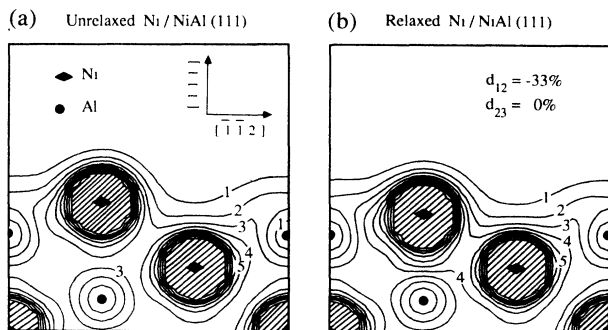 (a) Unrelaxed Ni / NiAl (111)
Ni
Al
[ 1 1 2 ]
1
2
3
4
5
3
1
(b) Relaxed Ni / NiAl (111)
d12 = -33%
d23 = 0%
1
2
3
4
5
4